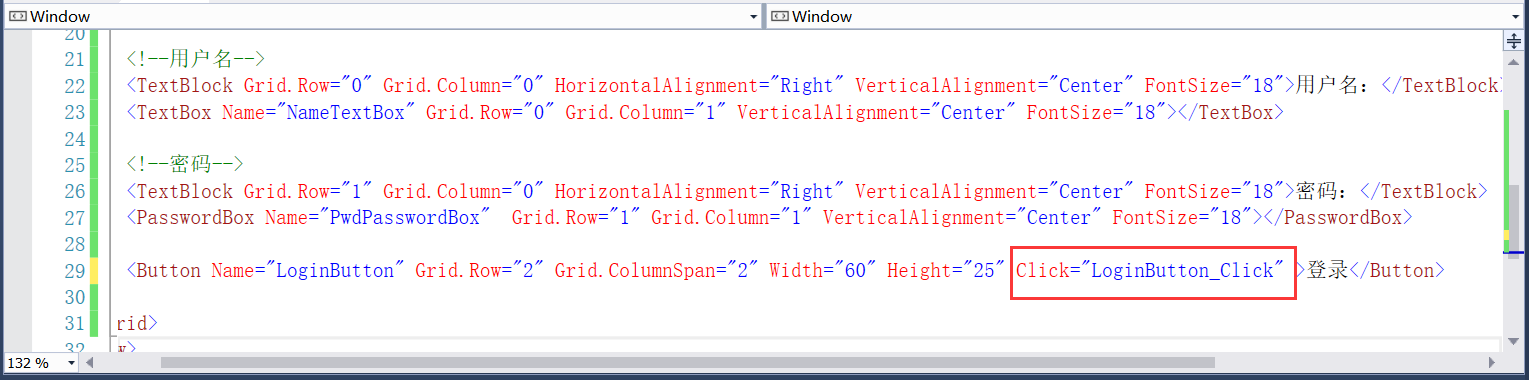 Window Window
20
21 <!--用户名-->
22 <TextBlock Grid.Row="0" Grid.Column="0" HorizontalAlignment="Right" VerticalAlignment="Center" FontSize="18">用户名：</TextBlock
23 <TextBox Name="NameTextBox" Grid.Row="0" Grid.Column="1" VerticalAlignment="Center" FontSize="18"></TextBox>
24
25 <!--密码-->
26 <TextBlock Grid.Row="1" Grid.Column="0" HorizontalAlignment="Right" VerticalAlignment="Center" FontSize="18">密码：</TextBlock>
27 <PasswordBox Name="PwdPasswordBox"  Grid.Row="1" Grid.Column="1" VerticalAlignment="Center" FontSize="18"></PasswordBox>
28
29 <Button Name="LoginButton" Grid.Row="2" Grid.ColumnSpan="2" Width="60" Height="25" Click="LoginButton_Click" >登录</Button>
30
31 rid>
32 w>
132 %